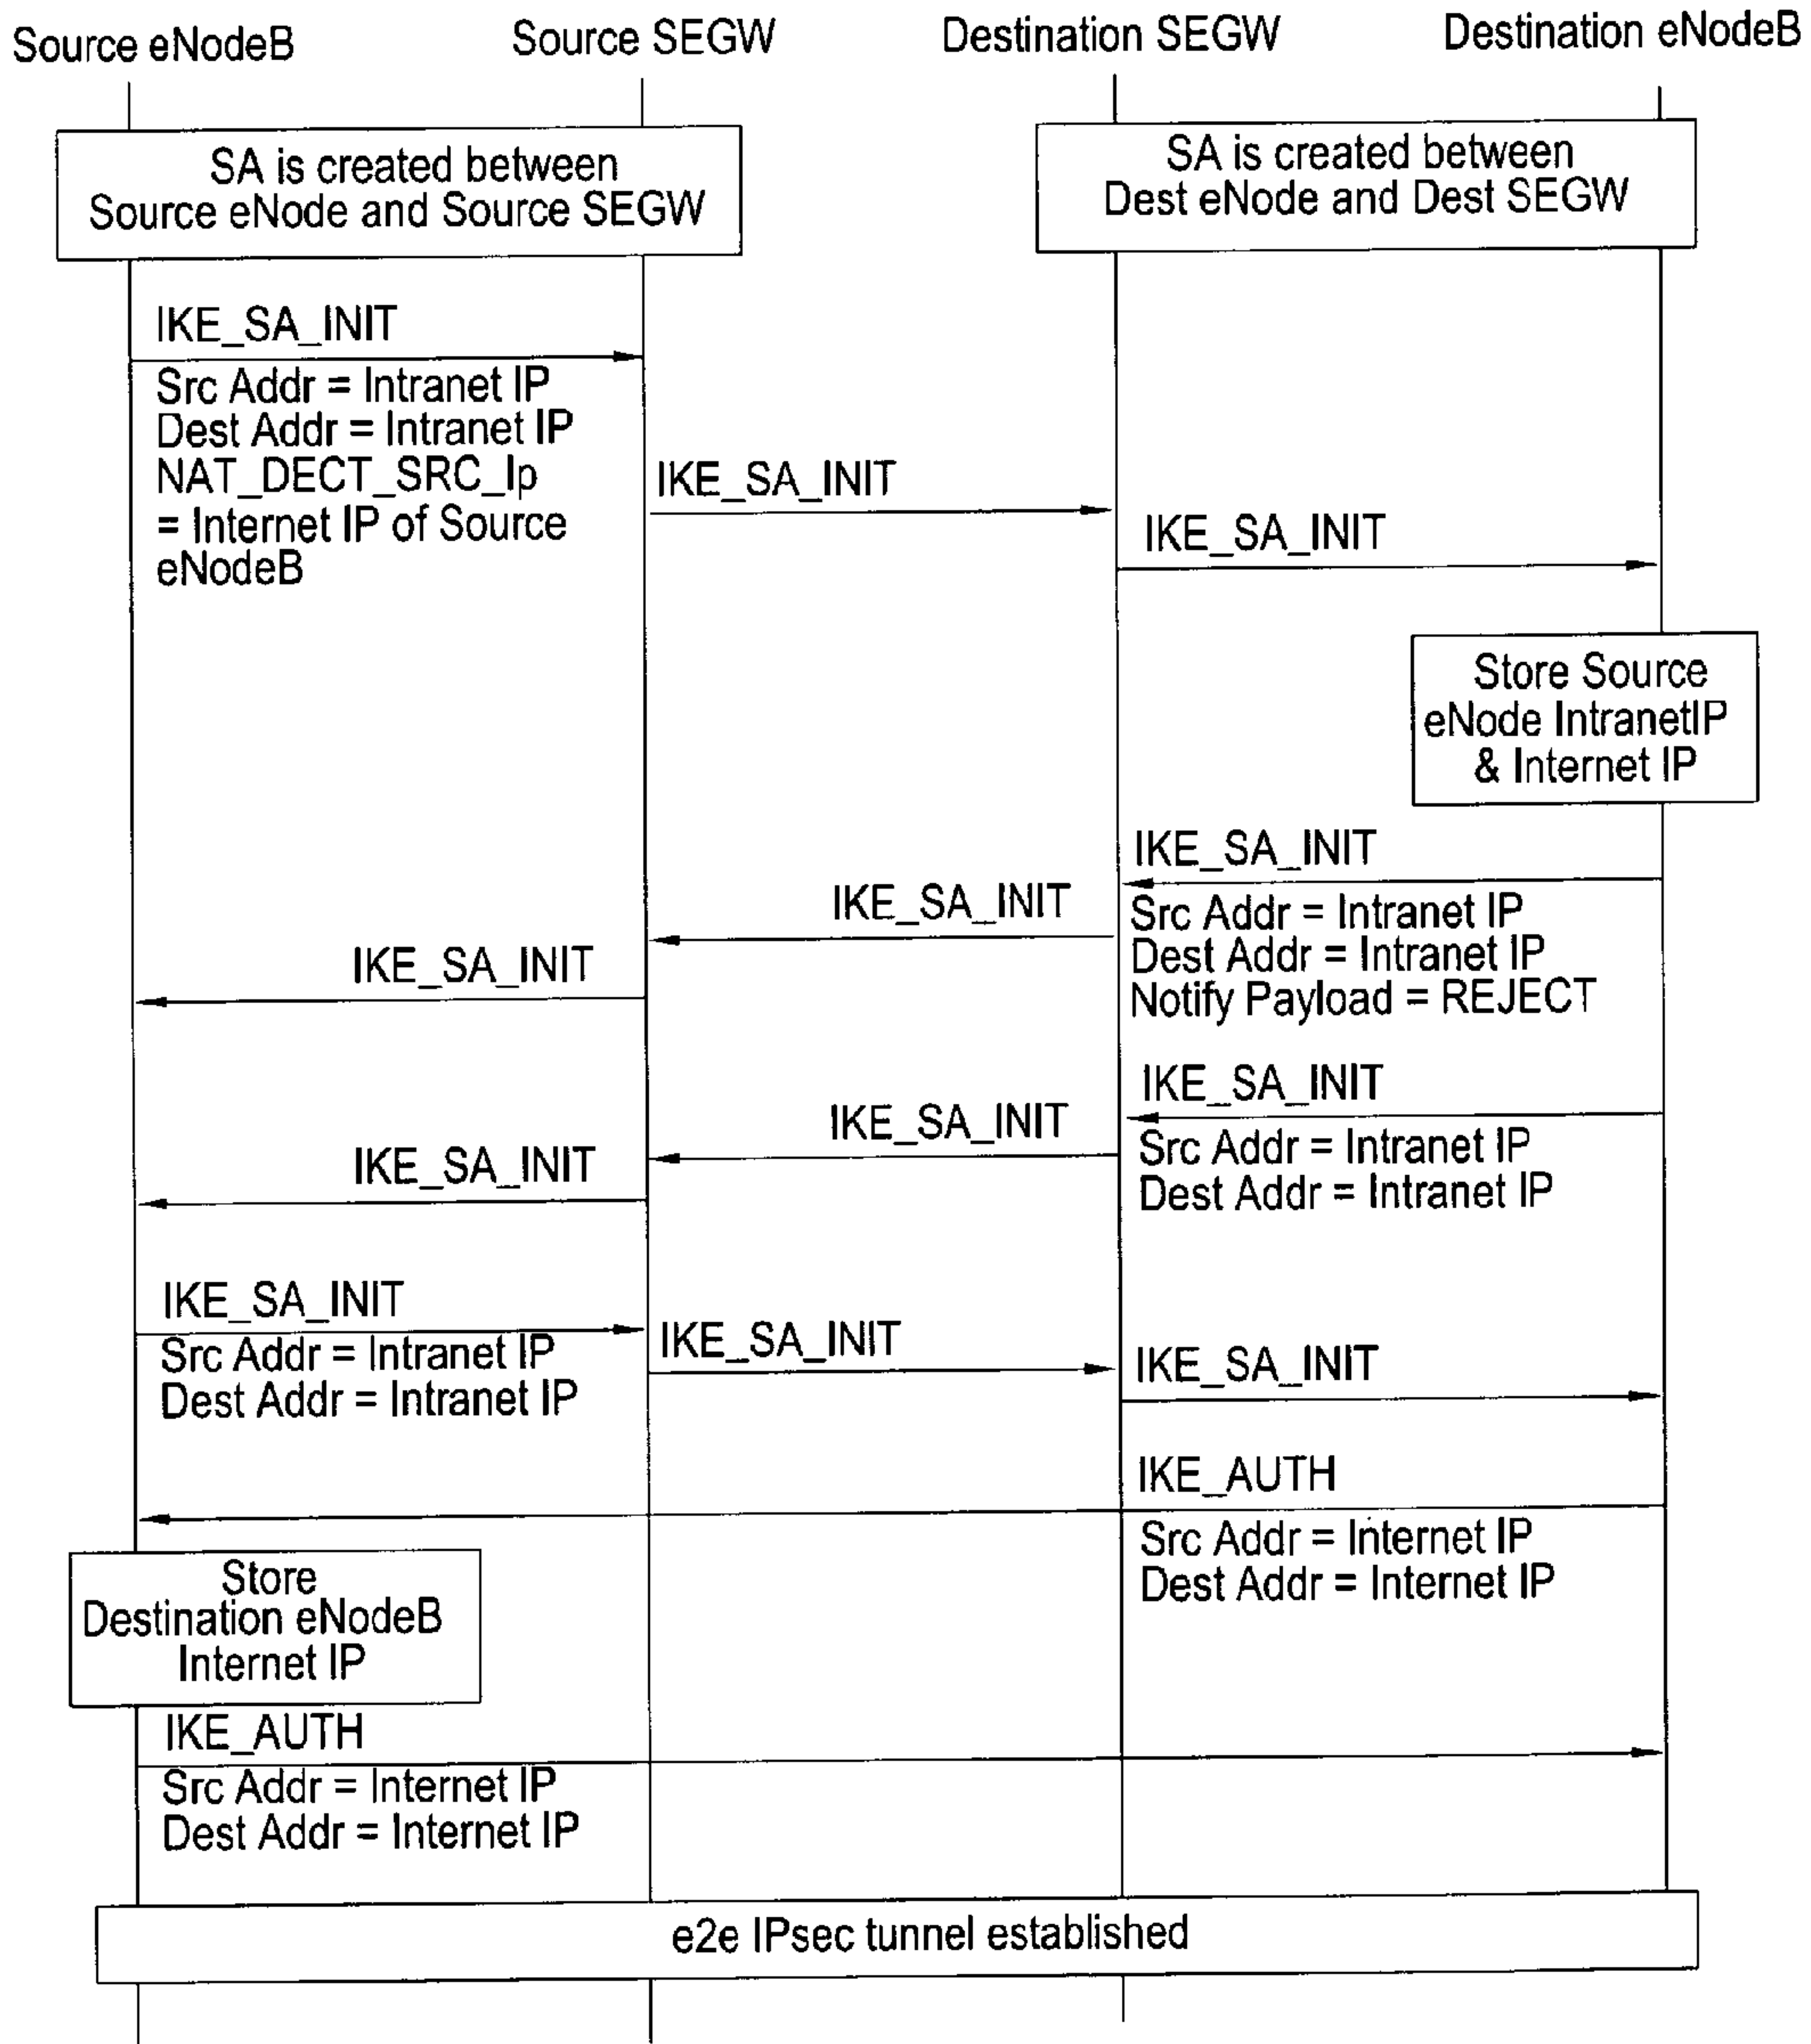 Source eNodeB
Source SEGW
Destination SEGW
Destination eNodeB
SA is created between
Source eNode and Source SEGW
SA is created between
Dest eNode and Dest SEGW
IKE_SA_INIT
Src Addr = Intranet IP
Dest Addr = Intranet IP
NAT_DECT_SRC_Ip
= Internet IP of Source
eNodeB
IKE_SA_INIT
IKE_SA_INIT
Store Source
eNode IntranetIP
& Internet IP
IKE_SA_INIT
Src Addr = Intranet IP
Dest Addr = Intranet IP
Notify Payload = REJECT
IKE_SA_INIT
IKE_SA_INIT
IKE_SA_INIT
Src Addr = Intranet IP
Dest Addr = Intranet IP
IKE_SA_INIT
IKE_SA_INIT
IKE_SA_INIT
Src Addr = Intranet IP
Dest Addr = Intranet IP
IKE_SA_INIT
IKE_SA_INIT
IKE_AUTH
Src Addr = Internet IP
Dest Addr = Internet IP
Store
Destination eNodeB
Internet IP
IKE_AUTH
Src Addr = Internet IP
Dest Addr = Internet IP
e2e IPsec tunnel established